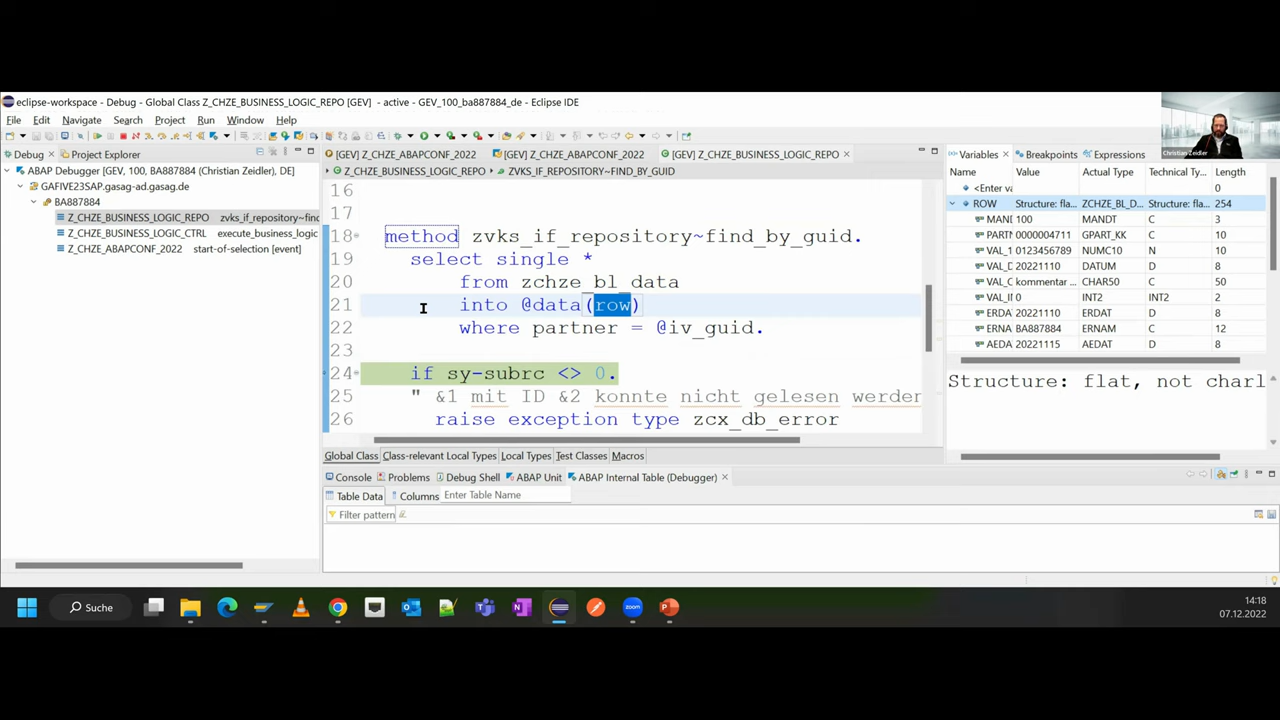 eclipse-workspace - Debug - Global Class Z_CHZE_BUSINESS_LOGIC_REPO [GEV] - active - GEV_100_ba887884_de - Eclipse IDE
File Edit Navigate Search Project Run Window Help
Christian Zeidler
Debug Project Explorer
ABAP Debugger [GEV, 100, BA887884 (Christian Zeidler), DE]
GAFIVE23SAP.gasag-ad.gasag.de
BA887884
Z_CHZE_BUSINESS_LOGIC_REPO zvks_if_repository~find
Z_CHZE_BUSINESS_LOGIC_CTRL execute_business_logic
Z_CHZE_ABAPCONF_2022 start-of-selection [event]
[GEV] Z_CHZE_ABAPCONF_2022 [GEV] Z_CHZE_ABAPCONF_2022 [GEV] Z_CHZE_BUSINESS_LOGIC_REPO
Z_CHZE_BUSINESS_LOGIC_REPO ZVKS_IF_REPOSITORY~FIND_BY_GUID
16
17
18 method zvks_if_repository~find_by_guid.
19 select single *
20 from zchze_bl_data
21 into @data(row)
22 where partner = @iv_guid.
23
24 if sy-subrc <> 0.
25 " &1 mit ID &2 konnte nicht gelesen werden
26 raise exception type zcx_db_error
Global Class Class-relevant Local Types Local Types Test Classes Macros
Console Problems Debug Shell ABAP Unit ABAP Internal Table (Debugger)
Table Data Columns Enter Table Name
Filter pattern
Variables Breakpoints Expressions
Name Value Actual Type Technical Ty... Length
<Enter va 0
ROW Structure: fla... ZCHZE_BL_D... Structure: fla... 254
MAND 100 MANDT C 3
PARTN 0000004711 GPART_KK C 10
VAL_1 0123456789 NUMC10 N 10
VAL_D 20221110 DATUM D 8
VAL_C kommentar ... CHAR50 C 50
VAL_I 0 INT2 INT2 2
ERDA 20221110 ERDAT D 8
ERNA BA887884 ERNAM C 12
AEDA 20221115 AEDAT D 8
Structure: flat, not charl
Suche
14:18
07.12.2022